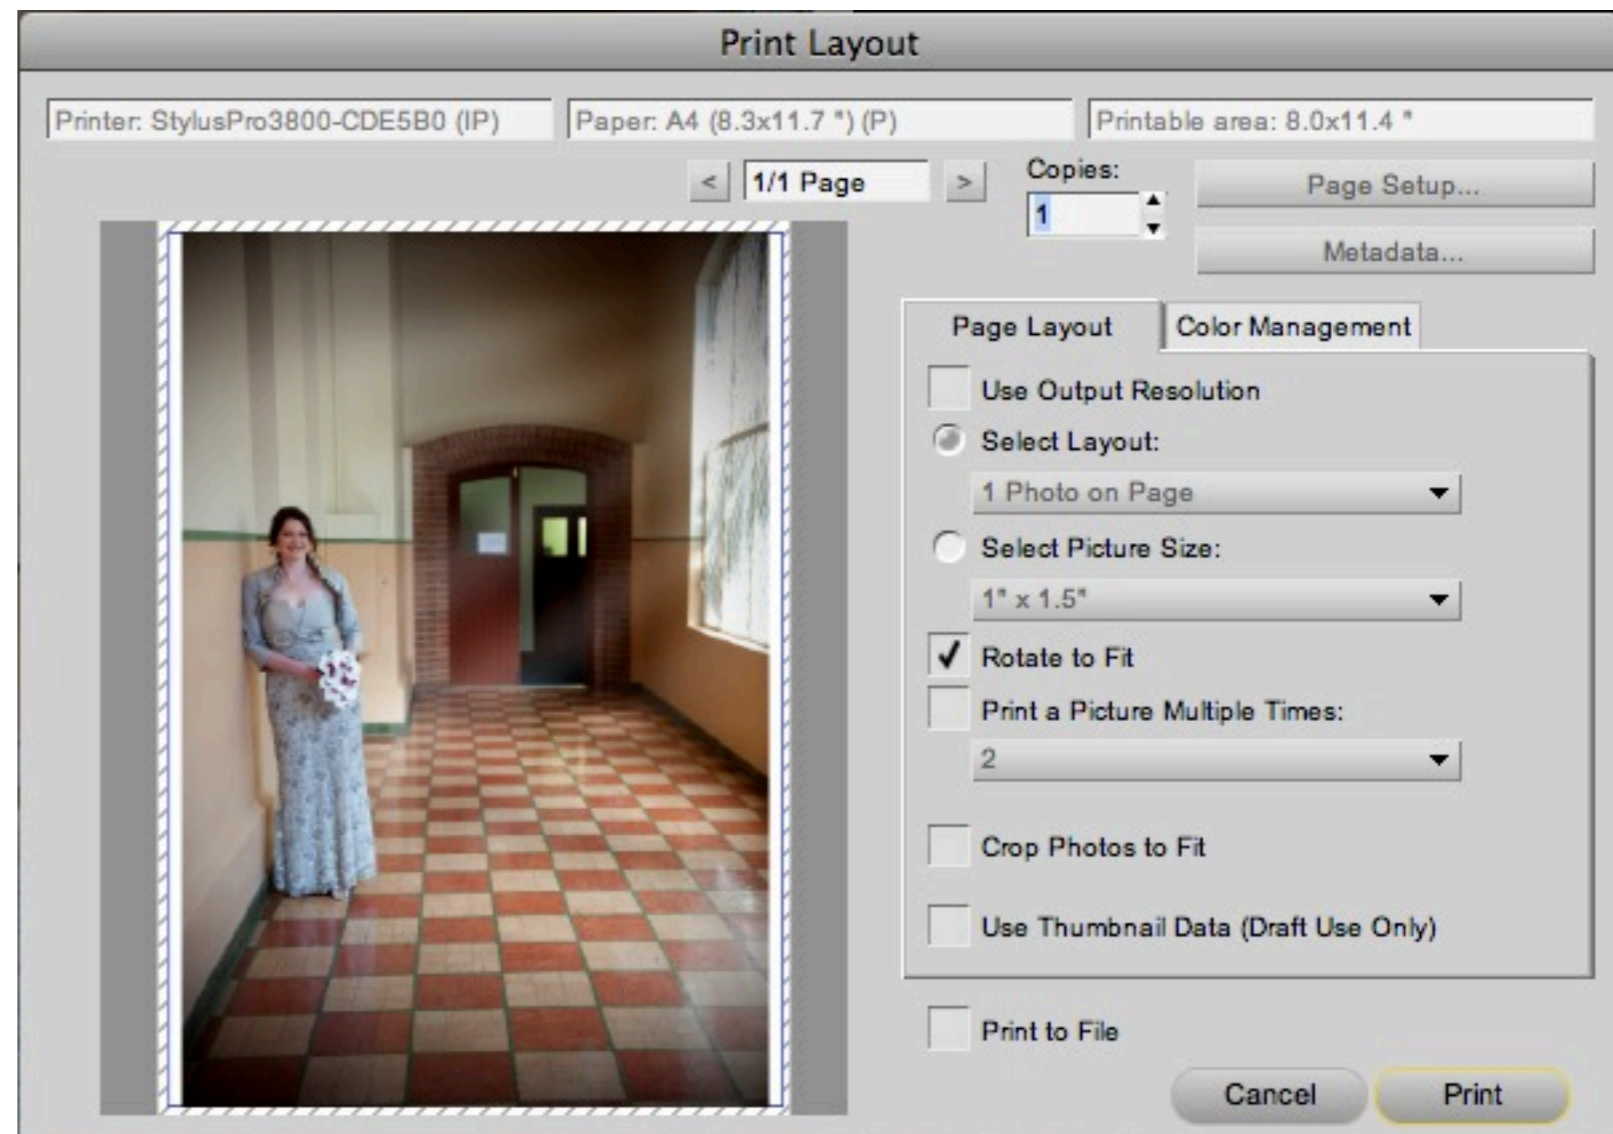 Print Layout
Printer: StylusPro3800-CDE5B0 (IP)
Paper: A4 (8.3x11.7 ") (P)
Printable area: 8.0x11.4 "
<
1/1 Page
>
Copies:
1
Page Setup...
Metadata...
Page Layout
Color Management
Use Output Resolution
Select Layout:
1 Photo on Page
Select Picture Size:
1" x 1.5"
Rotate to Fit
Print a Picture Multiple Times:
2
Crop Photos to Fit
Use Thumbnail Data (Draft Use Only)
Print to File
Cancel
Print